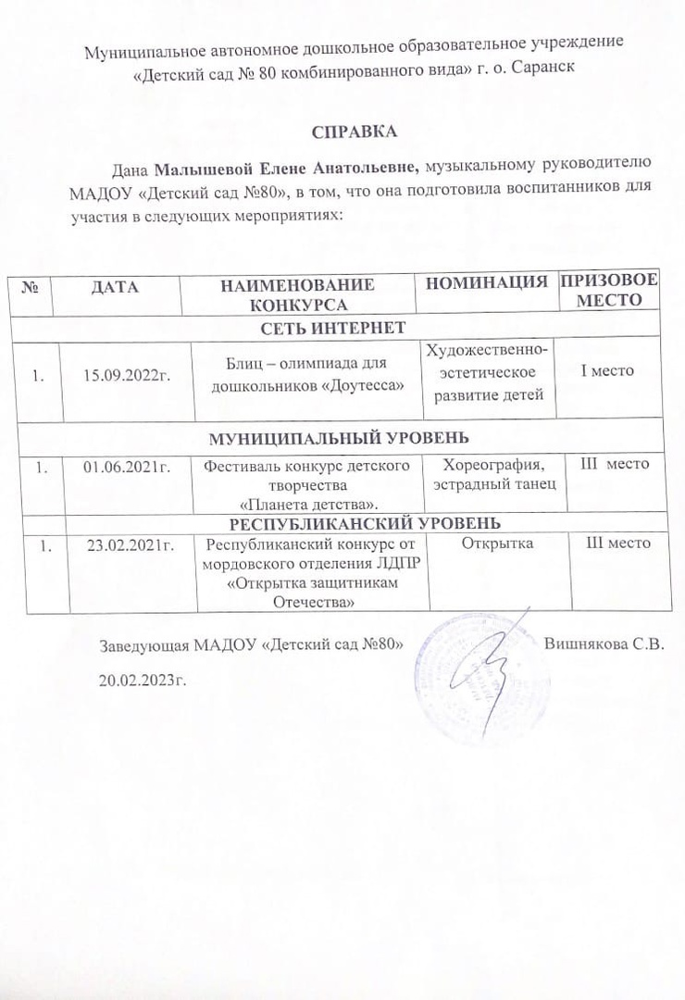 Муниципальное автономное дошкольное образовательное учреждение
«Детский сад № 80 комбинированного вида» г. о. Саранск
СПРАВКА
Дана Малышевой Елене Анатольевне, музыкальному руководителю
МАДОУ «Детский сад №80», в том, что она подготовила воспитанников для
участия в следующих мероприятиях:
№ ДАТА НАИМЕНОВАНИЕ КОНКУРСА НОМИНАЦИЯ ПРИЗОВОЕ МЕСТО
СЕТЬ ИНТЕРНЕТ
1. 15.09.2022г. Блиц – олимпиада для дошкольников «Доутесса» Художественно-эстетическое развитие детей I место
МУНИЦИПАЛЬНЫЙ УРОВЕНЬ
1. 01.06.2021г. Фестиваль конкурс детского творчества «Планета детства». Хореография, эстрадный танец III место
РЕСПУБЛИКАНСКИЙ УРОВЕНЬ
1. 23.02.2021г. Республиканский конкурс от мордовского отделения ЛДПР «Открытка защитникам Отечества» Открытка III место
Заведующая МАДОУ «Детский сад №80» Вишнякова С.В.
20.02.2023г.